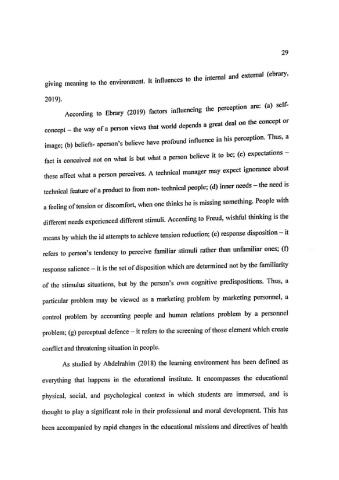 29
giving meaning to the environment. It influences to the internal and external (ebrary,
2019).
According to Ebrary (2019) factors influencing the perception are: (a) self-
concept – the way of a person views that world depends a great deal on the concept or
image; (b) beliefs- aperson's believe have profound influence in his perception. Thus, a
fact is conceived not on what is but what a person believe it to be; (c) expectations –
these affect what a person perceives. A technical manager may expect ignorance about
technical feature of a product to from non- technical people; (d) inner needs – the need is
a feeling of tension or discomfort, when one thinks he is missing something. People with
different needs experienced different stimuli. According to Freud, wishful thinking is the
means by which the id attempts to achieve tension reduction; (e) response disposition – it
refers to person's tendency to perceive familiar stimuli rather than unfamiliar ones; (f)
response salience – it is the set of disposition which are determined not by the familiarity
of the stimulus situations, but by the person's own cognitive predispositions. Thus, a
particular problem may be viewed as a marketing problem by marketing personnel, a
control problem by accounting people and human relations problem by a personnel
problem; (g) perceptual defence – it refers to the screening of those element which create
conflict and threatening situation in people.
As studied by Abdelrahim (2018) the learning environment has been defined as
everything that happens in the educational institute. It encompasses the educational
physical, social, and psychological context in which students are immersed, and is
thought to play a significant role in their professional and moral development. This has
been accompanied by rapid changes in the educational missions and directives of health